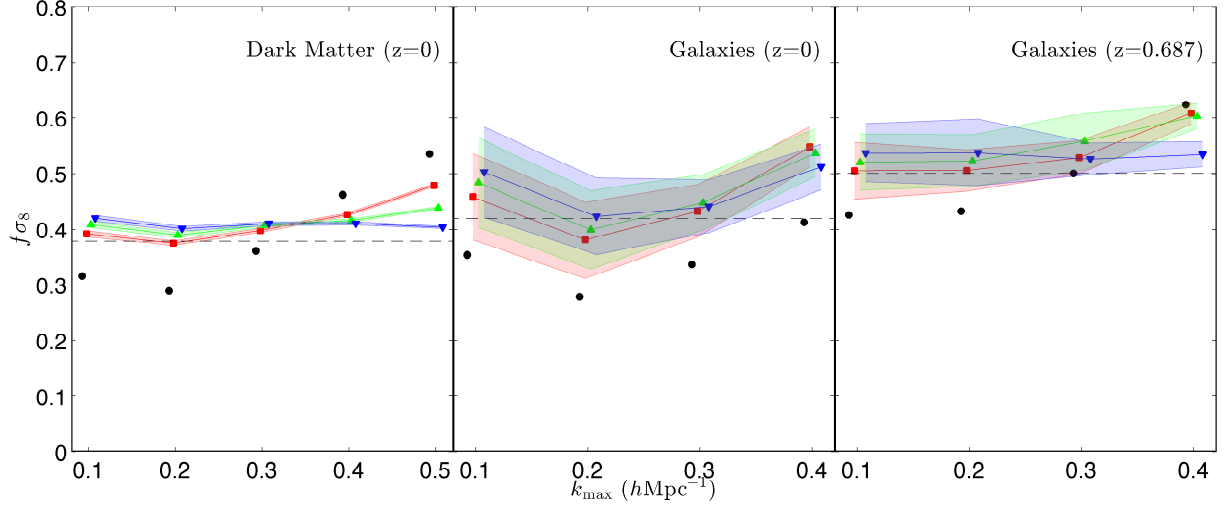 Dark Matter (z=0)
Galaxies (z=0)
Galaxies (z=0.687)
fσ₈
0.8
0.7
0.6
0.5
0.4
0.3
0.2
0.1
0
0.1 0.2 0.3 0.4 0.5
0.1 0.2 0.3 0.4
0.1 0.2 0.3 0.4
k_max (hMpc⁻¹)